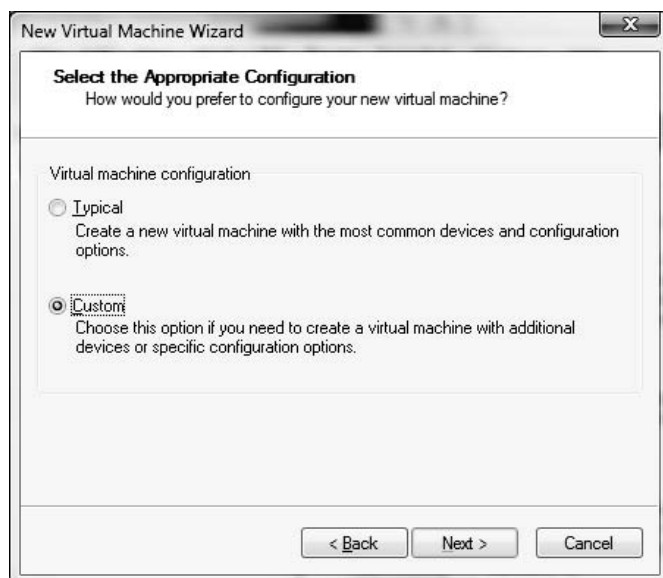 New Virtual Machine Wizard
Select the Appropriate Configuration
How would you prefer to configure your new virtual machine?
Virtual machine configuration
Typical
Create a new virtual machine with the most common devices and configuration
options.
Custom
Choose this option if you need to create a virtual machine with additional
devices or specific configuration options.
< Back
Next >
Cancel